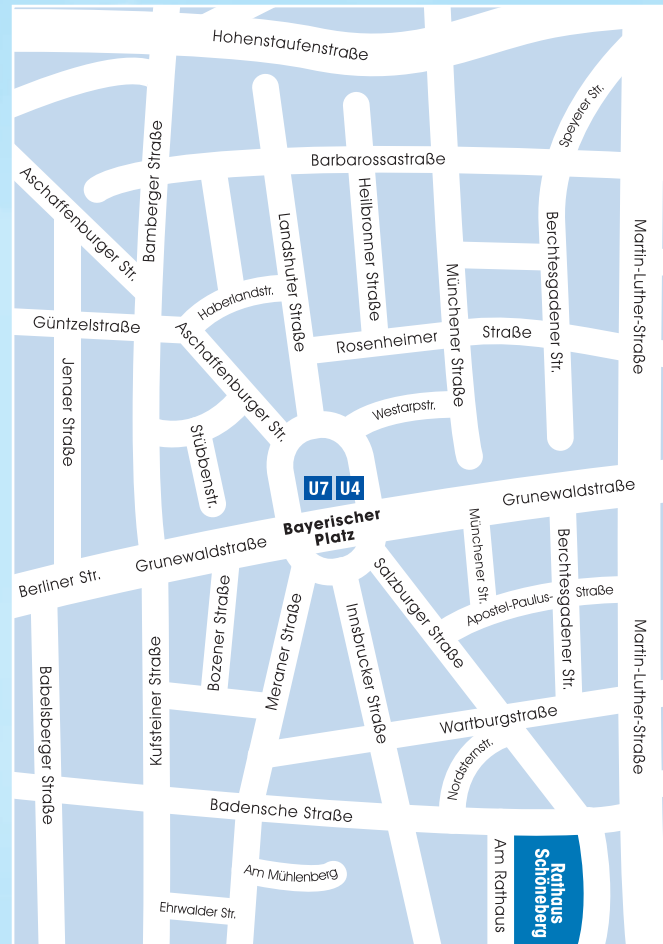 Hohenstaufenstraße
Speyerer Str.
Bamberger Straße
Barbarossastraße
Aschaffenburger Str.
Heilbronner Straße
Landshuter Straße
Berchtesgadener Str.
Martin-Luther-Straße
Münchener Straße
Haberlandstr.
Güntzelstraße
Aschaffenburger Str.
Rosenheimer
Straße
Jenaer Straße
Westarpstr.
Stübbenstr.
U7 U4
Grunewaldstraße
Bayerischer
Platz
Münchener Str.
Berchtesgadener Str.
Grunewaldstraße
Berliner Str.
Salzburger Straße
Bozener Straße
Meraner Straße
Innsbrucker Straße
Apostel-Paulus-
Straße
Martin-Luther-Straße
Kufsteiner Straße
Babelsberger Straße
Wartburgstraße
Nordsternstr.
Badensche Straße
Am Rathaus
Rathaus
Schöneberg
Am Mühlenberg
Ehrwalder Str.